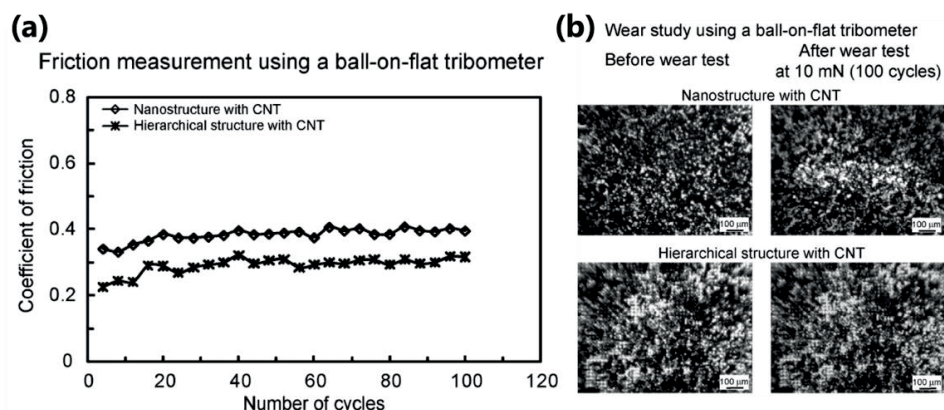 (a)
Friction measurement using a ball-on-flat tribometer
Nanostructure with CNT
Hierarchical structure with CNT
Coefficient of friction
0.8
0.6
0.4
0.2
0
0 20 40 60 80 100 120
Number of cycles
(b) Wear study using a ball-on-flat tribometer
Before wear test
After wear test
at 10 mN (100 cycles)
Nanostructure with CNT
100 µm
100 µm
Hierarchical structure with CNT
100 µm
100 µm